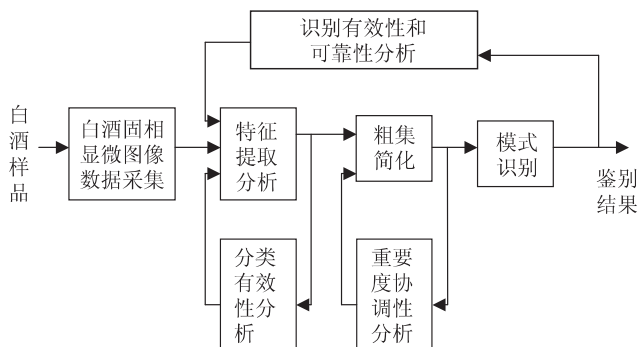 识别有效性和
可靠性分析
白
酒
样
品
白酒固相
显微图像
数据采集
特征
提取
分析
粗集
简化
模式
识别
鉴别
结果
分类
有效
性分
析
重要
度协
调性
分析